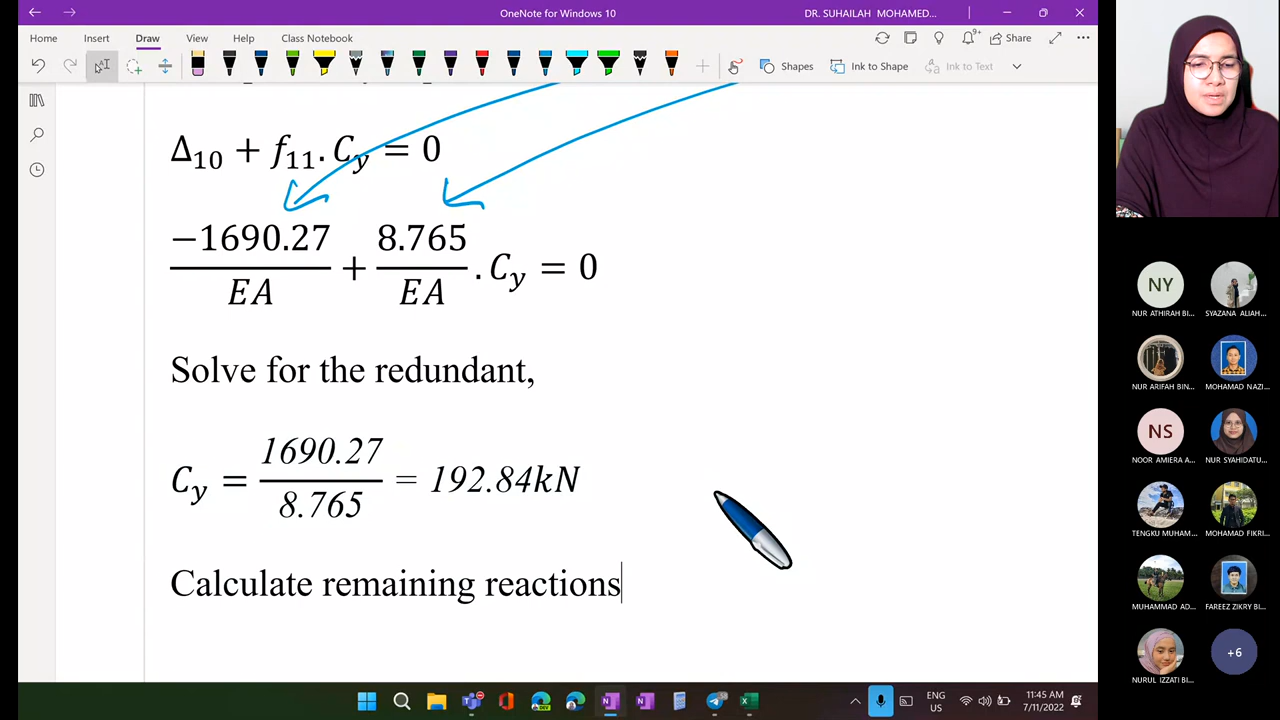 OneNote for Windows 10
DR. SUHAILAH MOHAMED...
Home Insert Draw View Help Class Notebook
Share
Shapes Ink to Shape Ink to Text
Δ₁₀ + f₁₁.C_y = 0
−1690.27/EA + 8.765/EA .C_y = 0
Solve for the redundant,
C_y = 1690.27/8.765 = 192.84kN
Calculate remaining reactions
NY
NUR ATHIRAH BI... SYAZANA ALIAH...
NUR ARIFAH BIN... MOHAMAD NAZI...
NS
NOOR AMIERA A... NUR SYAHIDATU...
TENGKU MUHAM... MOHAMAD FIKRI...
MUHAMMAD AD... FAREEZ ZIKRY BI...
+6
NURUL IZZATI BI...
ENG
US
11:45 AM
7/11/2022